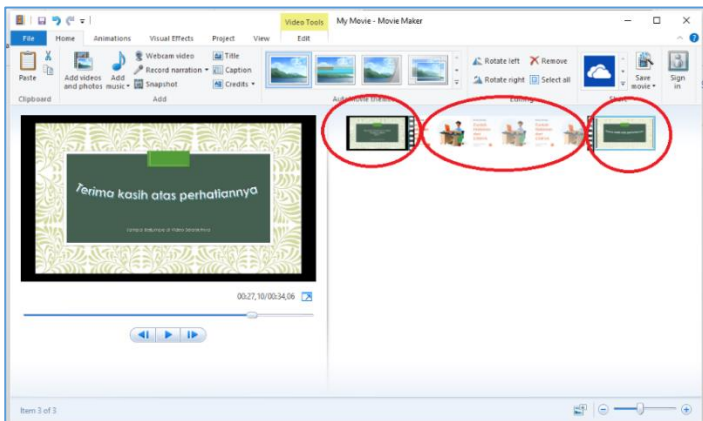 Video Tools My Movie - Movie Maker
File Home Animations Visual Effects Project View Edit
Paste
Add videos and photos
Add music
Webcam video
Record narration
Snapshot
Title
Caption
Credits
Rotate left
Rotate right
Remove
Select all
Save movie
Sign in
Clipboard Add Editing
Terima kasih atas perhatiannya
00:27,10/00:34,06
Item 3 of 3